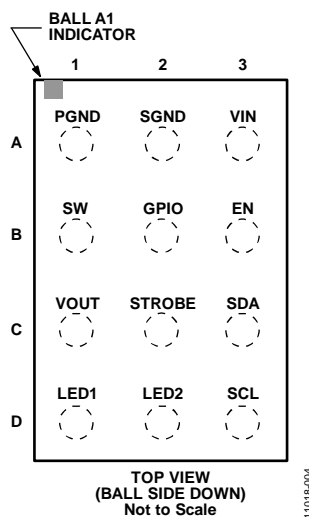 BALL A1
INDICATOR
1 2 3
A
PGND SGND VIN
B
SW GPIO EN
C
VOUT STROBE SDA
D
LED1 LED2 SCL
TOP VIEW
(BALL SIDE DOWN)
Not to Scale
11018-004